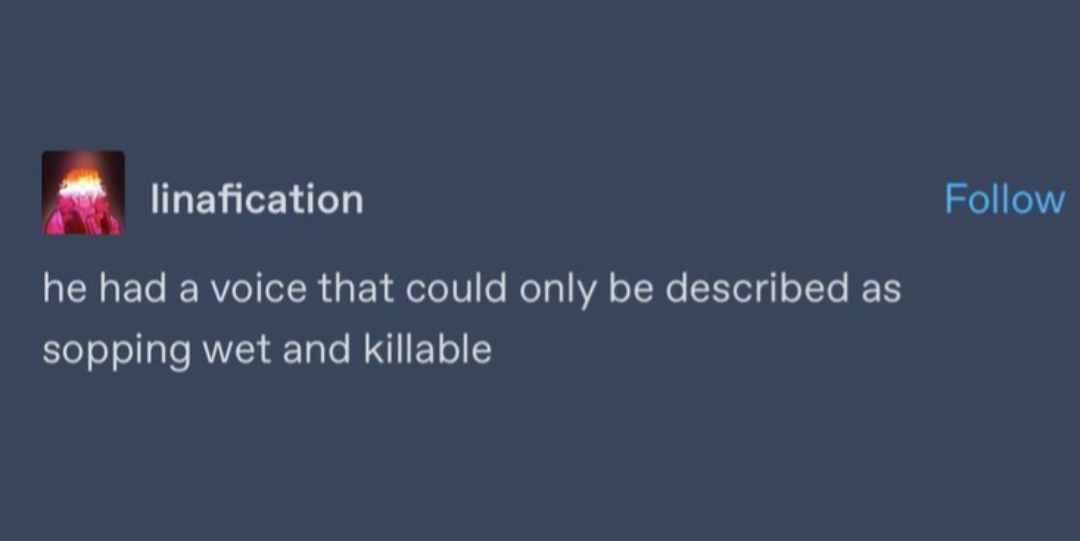 linafication Follow
he had a voice that could only be described as
sopping wet and killable